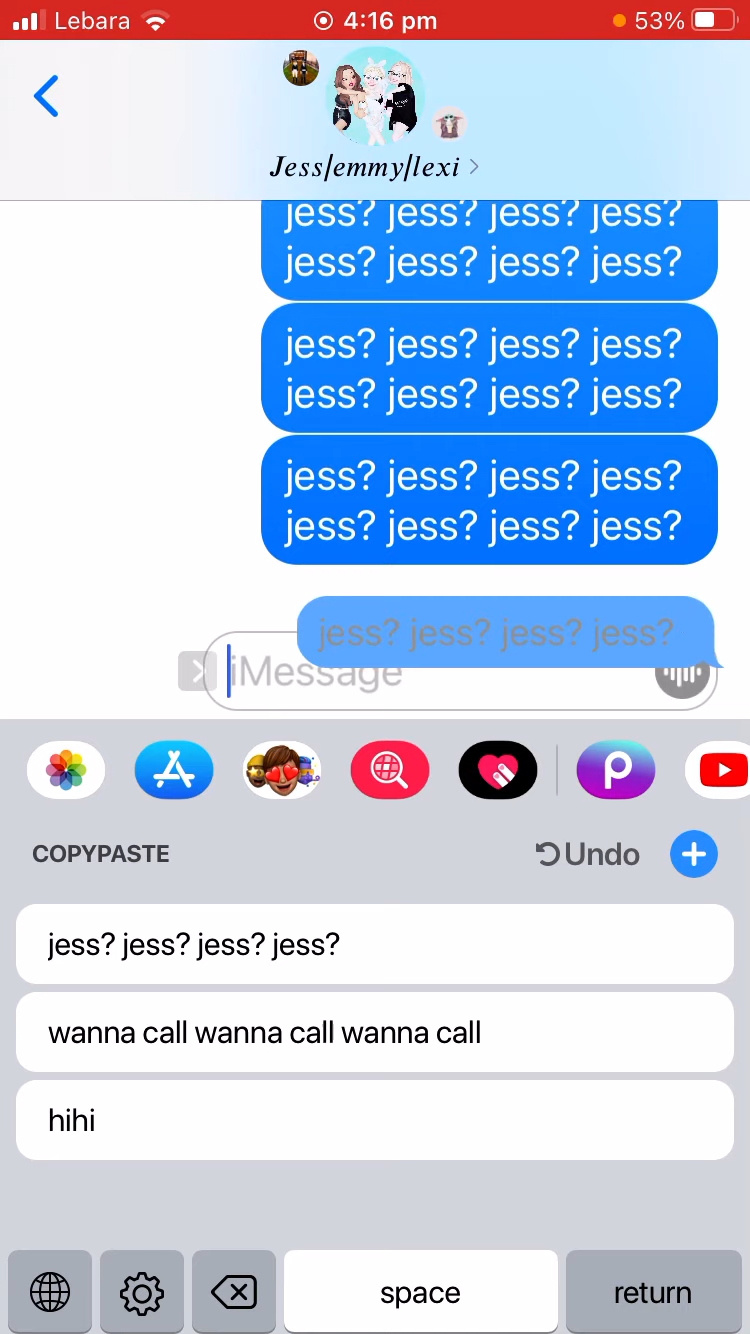 Lebara 4:16 pm 53%
Jess/emmy/lexi
jess? jess? jess? jess?
jess? jess? jess? jess?
jess? jess? jess? jess?
jess? jess? jess? jess?
jess? jess? jess? jess?
jess? jess? jess? jess?
jess? jess? jess? jess?
iMessage
COPYPASTE Undo
jess? jess? jess? jess?
wanna call wanna call wanna call
hihi
space return